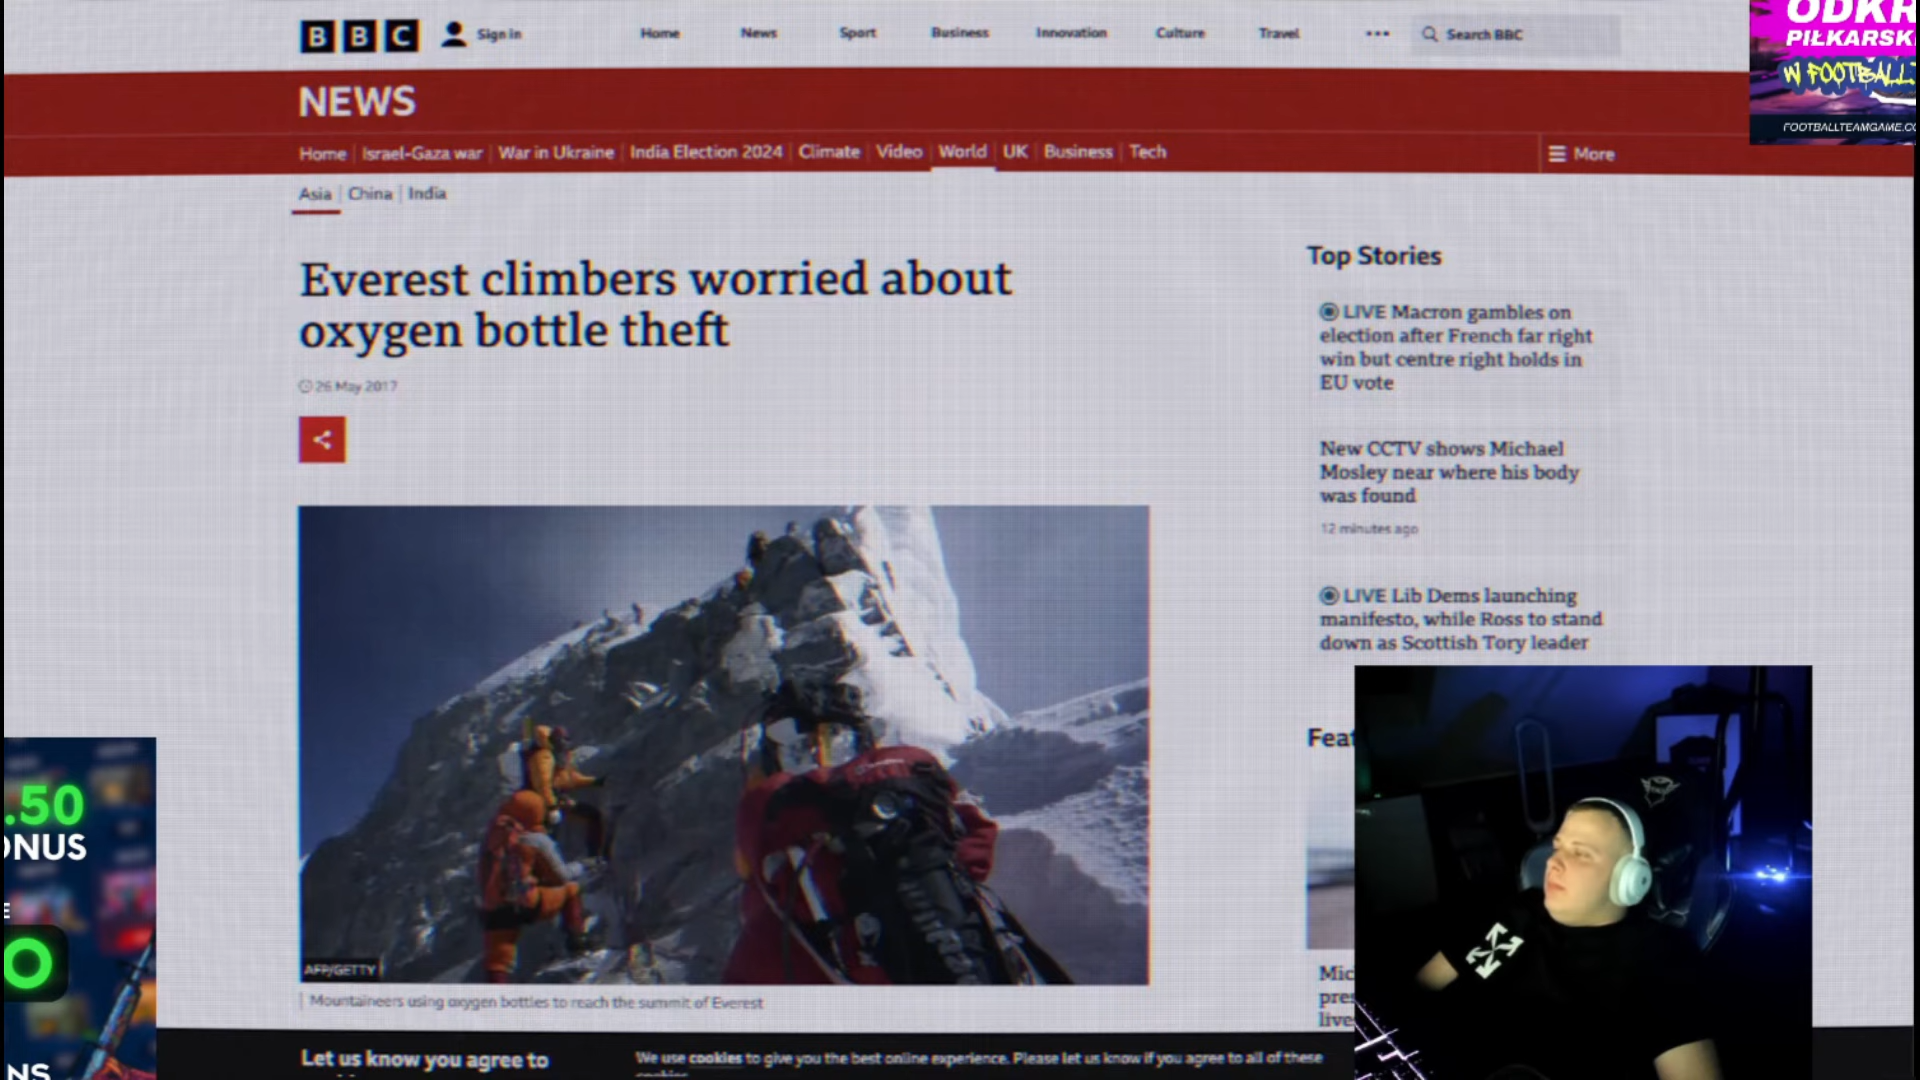 BBC
Sign in
Home
News
Sport
Business
Innovation
Culture
Travel
Search BBC
ODKR
PIŁKARSK
W FOOTBALL
FOOTBALLTEAMGAME.CO
NEWS
Home
Israel-Gaza war
War in Ukraine
India Election 2024
Climate
Video
World
UK
Business
Tech
More
Asia
China
India
Everest climbers worried about
oxygen bottle theft
26 May 2017
AFP/GETTY
Mountaineers using oxygen bottles to reach the summit of Everest
Top Stories
LIVE Macron gambles on
election after French far right
win but centre right holds in
EU vote
New CCTV shows Michael
Mosley near where his body
was found
12 minutes ago
LIVE Lib Dems launching
manifesto, while Ross to stand
down as Scottish Tory leader
Feat
Mic
pres
live
.50
ONUS
E
O
NS
Let us know you agree to
We use cookies to give you the best online experience. Please let us know if you agree to all of these
cookies